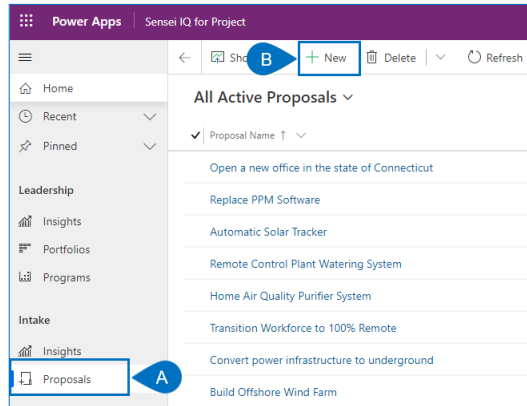 Power Apps Sensei IQ for Project
B
New Delete Refresh
Home
All Active Proposals
Recent
Proposal Name
Pinned
Open a new office in the state of Connecticut
Leadership
Replace PPM Software
Insights
Automatic Solar Tracker
Portfolios
Remote Control Plant Watering System
Programs
Home Air Quality Purifier System
Intake
Transition Workforce to 100% Remote
Insights
Convert power infrastructure to underground
Proposals A
Build Offshore Wind Farm